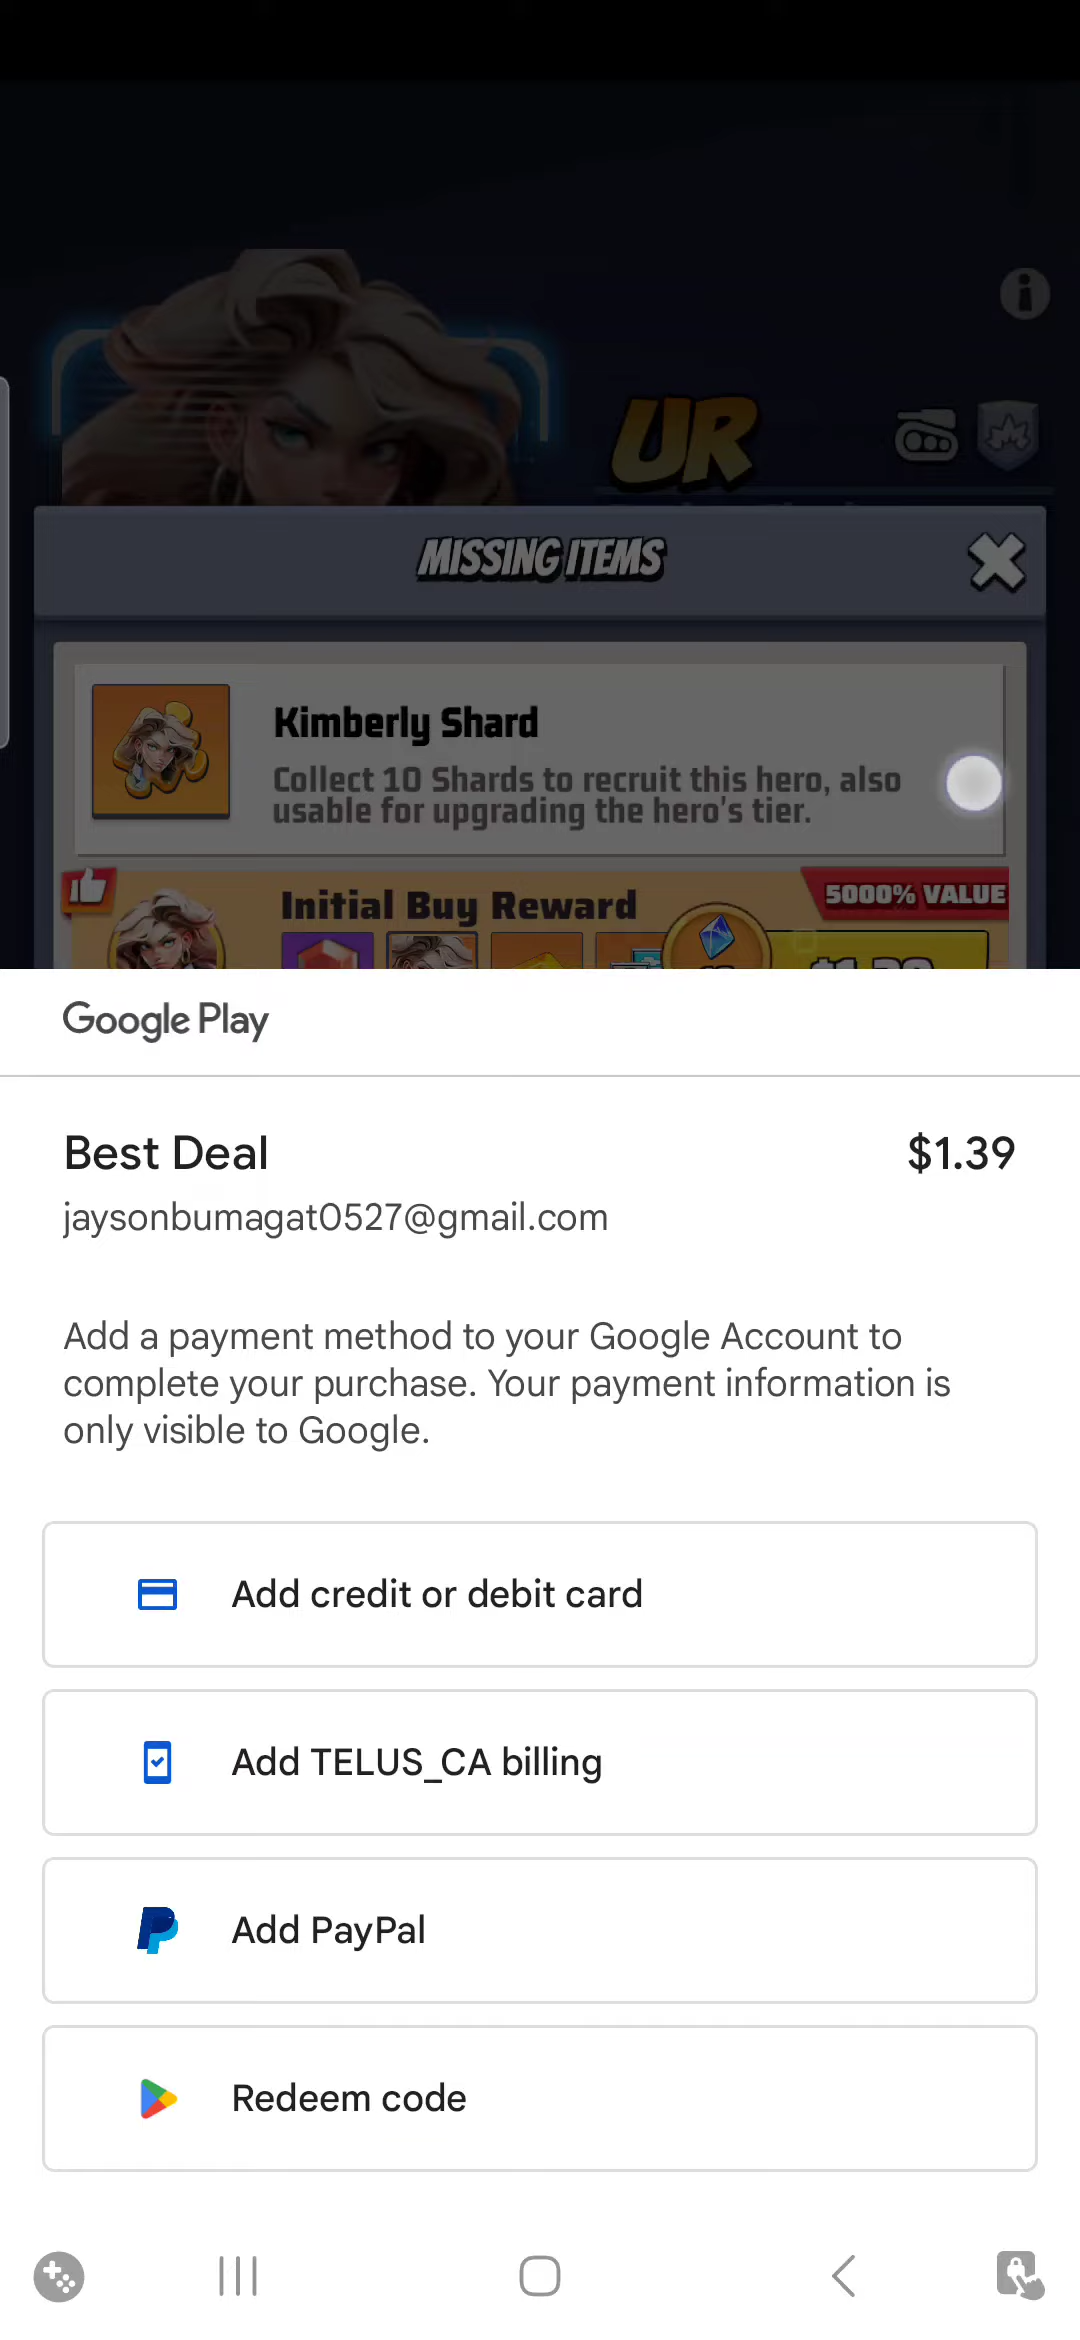 UR
MISSING ITEMS
Kimberly Shard
Collect 10 Shards to recruit this hero, also
usable for upgrading the hero's tier.
Initial Buy Reward
5000% VALUE
$1.39
Google Play
Best Deal
$1.39
jaysonbumagat0527@gmail.com
Add a payment method to your Google Account to
complete your purchase. Your payment information is
only visible to Google.
Add credit or debit card
Add TELUS_CA billing
Add PayPal
Redeem code